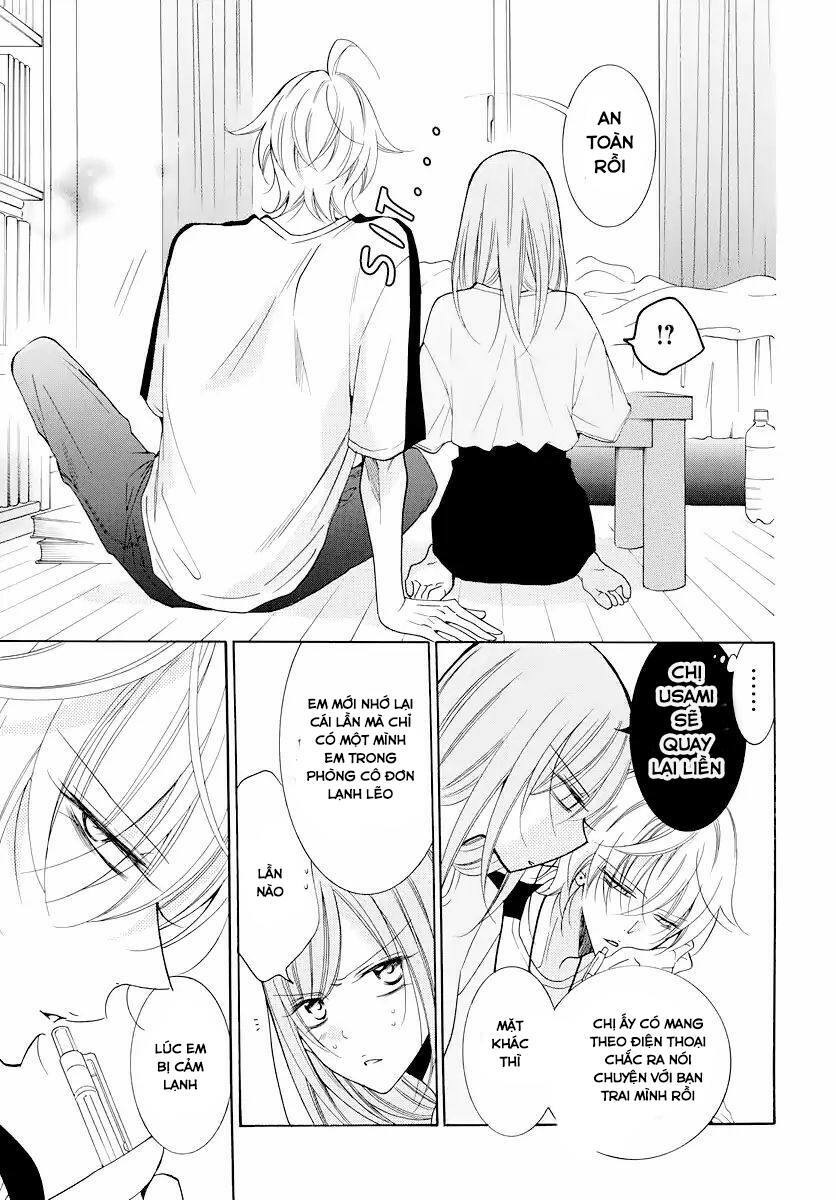 AN
TOÀN
RỒI
SIT...
!?
.......
CHỊ
USAMI
SẼ
QUAY
LẠI LIỀN
CHỊ ẤY CÓ MANG
THEO ĐIỆN THOẠI
CHẮC RA NÓI
CHUYỆN VỚI BẠN
TRAI MÌNH RỒI
MẶT
KHÁC
THÌ
EM MỚI NHỚ LẠI
CÁI LẦN MÀ CHỈ
CÓ MỘT MÌNH
EM TRONG
PHÒNG CÔ ĐƠN
LẠNH LẼO
LẦN
NÀO
LÚC EM
BỊ CẢM
LẠNH